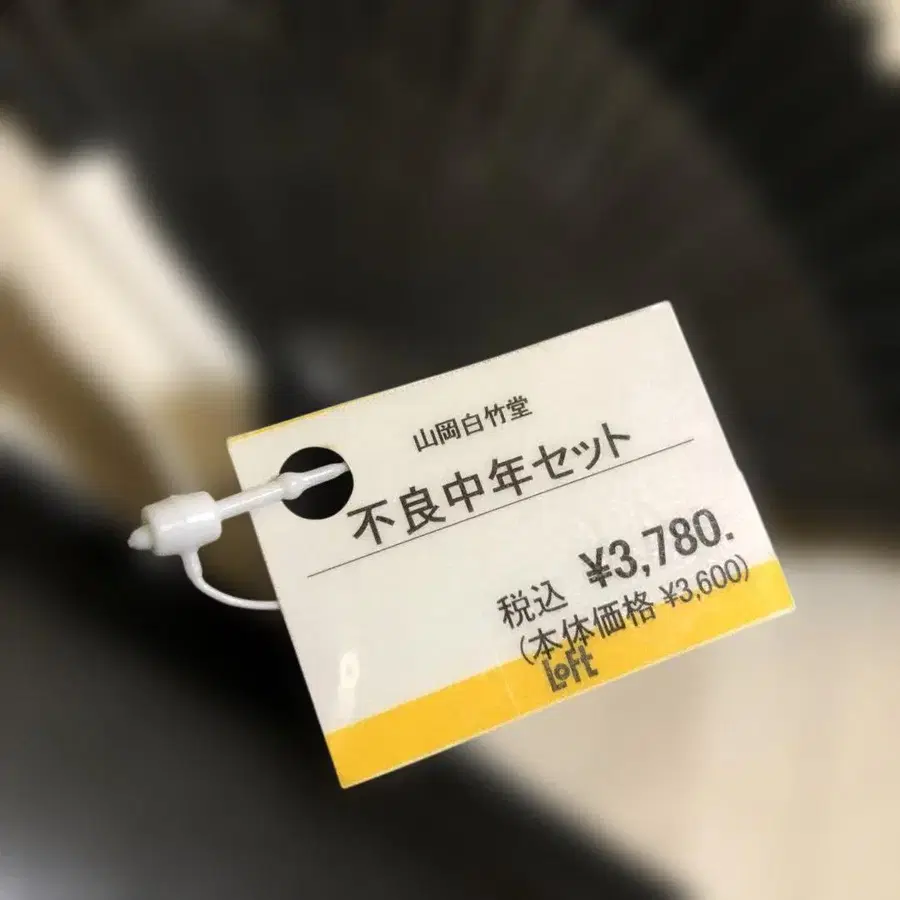 山岡白竹堂
不良中年セット
税込 ¥3,780.
(本体価格 ¥3,600)
LoFt